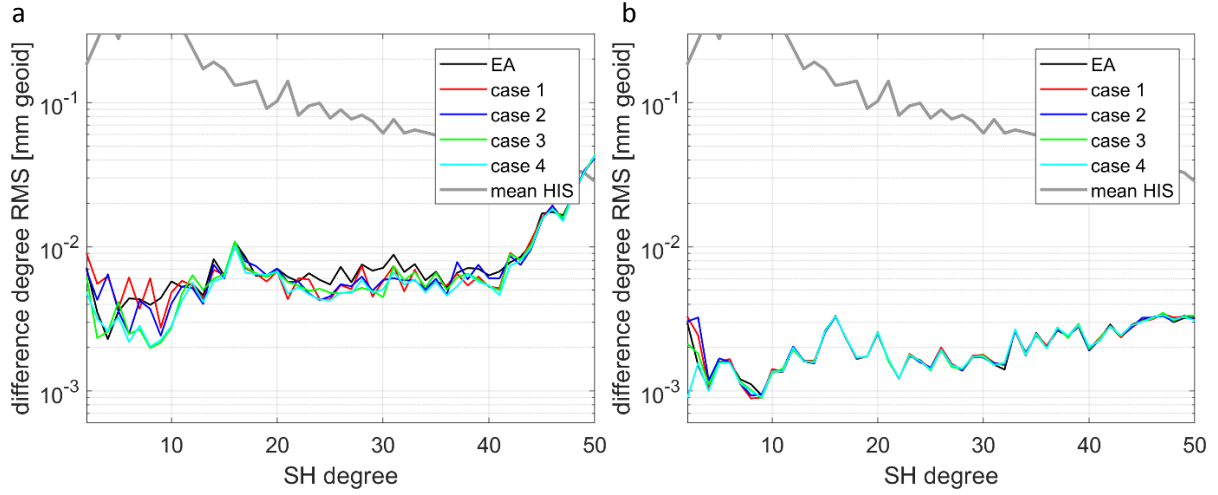 a
difference degree RMS [mm geoid]
10^-1
10^-2
10^-3
EA
case 1
case 2
case 3
case 4
mean HIS
10
20
30
40
50
SH degree
b
difference degree RMS [mm geoid]
10^-1
10^-2
10^-3
EA
case 1
case 2
case 3
case 4
mean HIS
10
20
30
40
50
SH degree